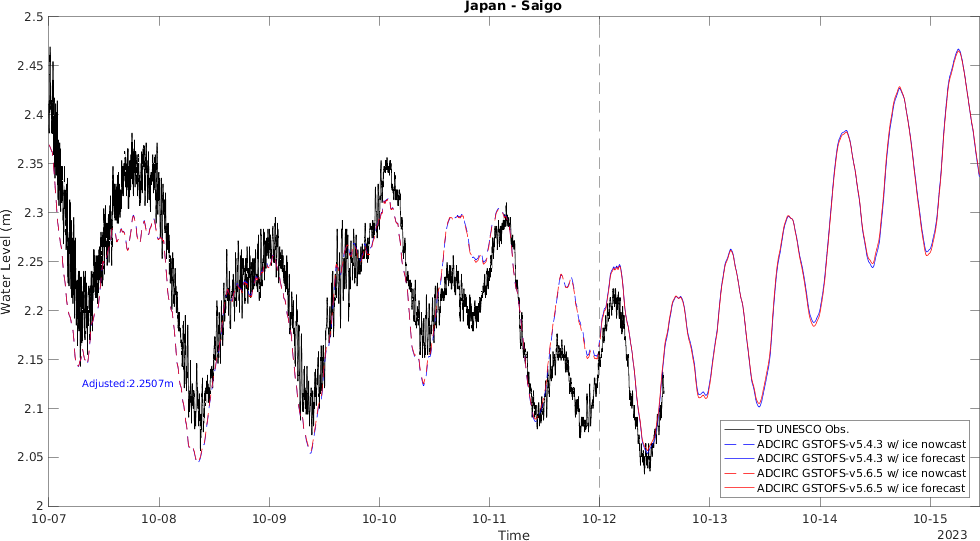 Japan - Saigo
2.5
2.45
2.4
2.35
2.3
2.25
2.2
2.15
2.1
2.05
2
Water Level (m)
Adjusted:2.2507m
TD UNESCO Obs.
ADCIRC GSTOFS-v5.4.3 w/ ice nowcast
ADCIRC GSTOFS-v5.4.3 w/ ice forecast
ADCIRC GSTOFS-v5.6.5 w/ ice nowcast
ADCIRC GSTOFS-v5.6.5 w/ ice forecast
10-07 10-08 10-09 10-10 10-11 10-12 10-13 10-14 10-15
Time
2023